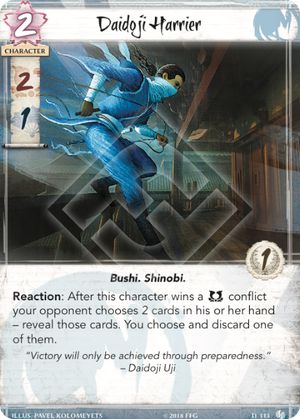 Daidoji Harrier
2
CHARACTER
2
1
1
Bushi. Shinobi.
Reaction: After this character wins a conflict
your opponent chooses 2 cards in his or her hand
– reveal those cards. You choose and discard one
of them.
"Victory will only be achieved through preparedness."
– Daidoji Uji
ILLUS: PAVEL KOLOMEYETS
© 2018 FFG